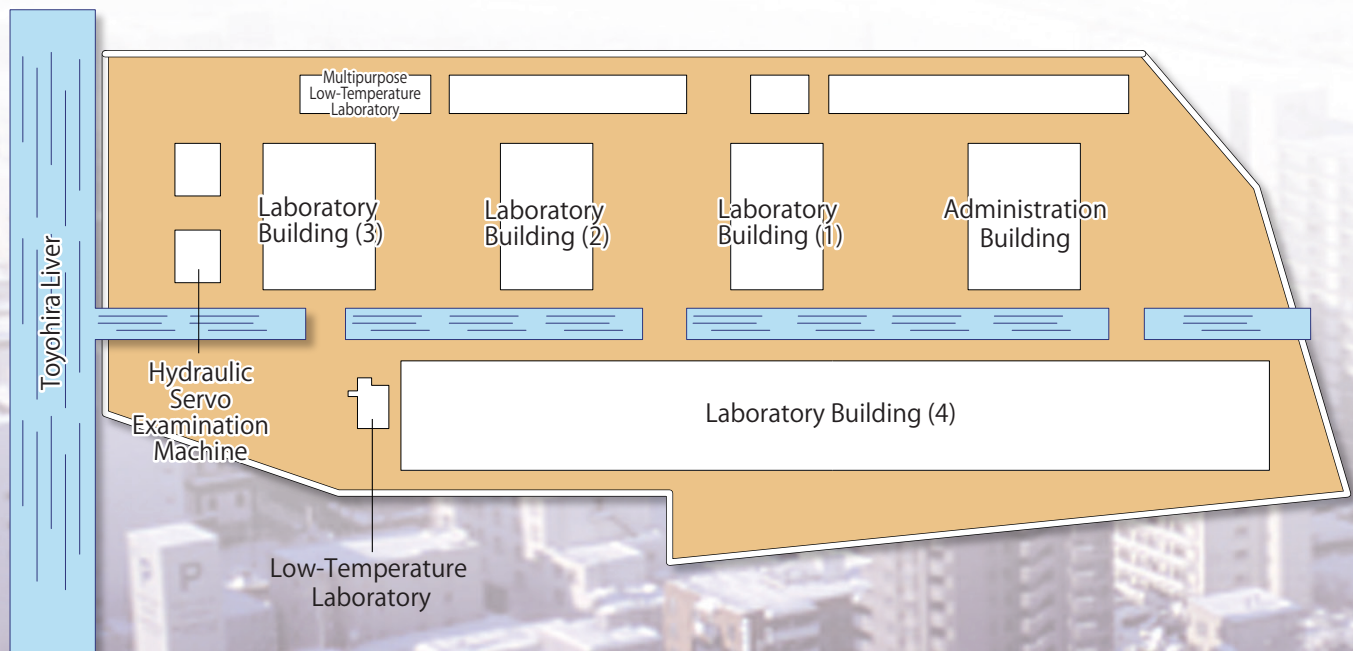 Multipurpose
Low-Temperature
Laboratory
Laboratory
Building (3)
Laboratory
Building (2)
Laboratory
Building (1)
Administration
Building
Toyohira Liver
Hydraulic
Servo
Examination
Machine
Laboratory Building (4)
Low-Temperature
Laboratory
P
P